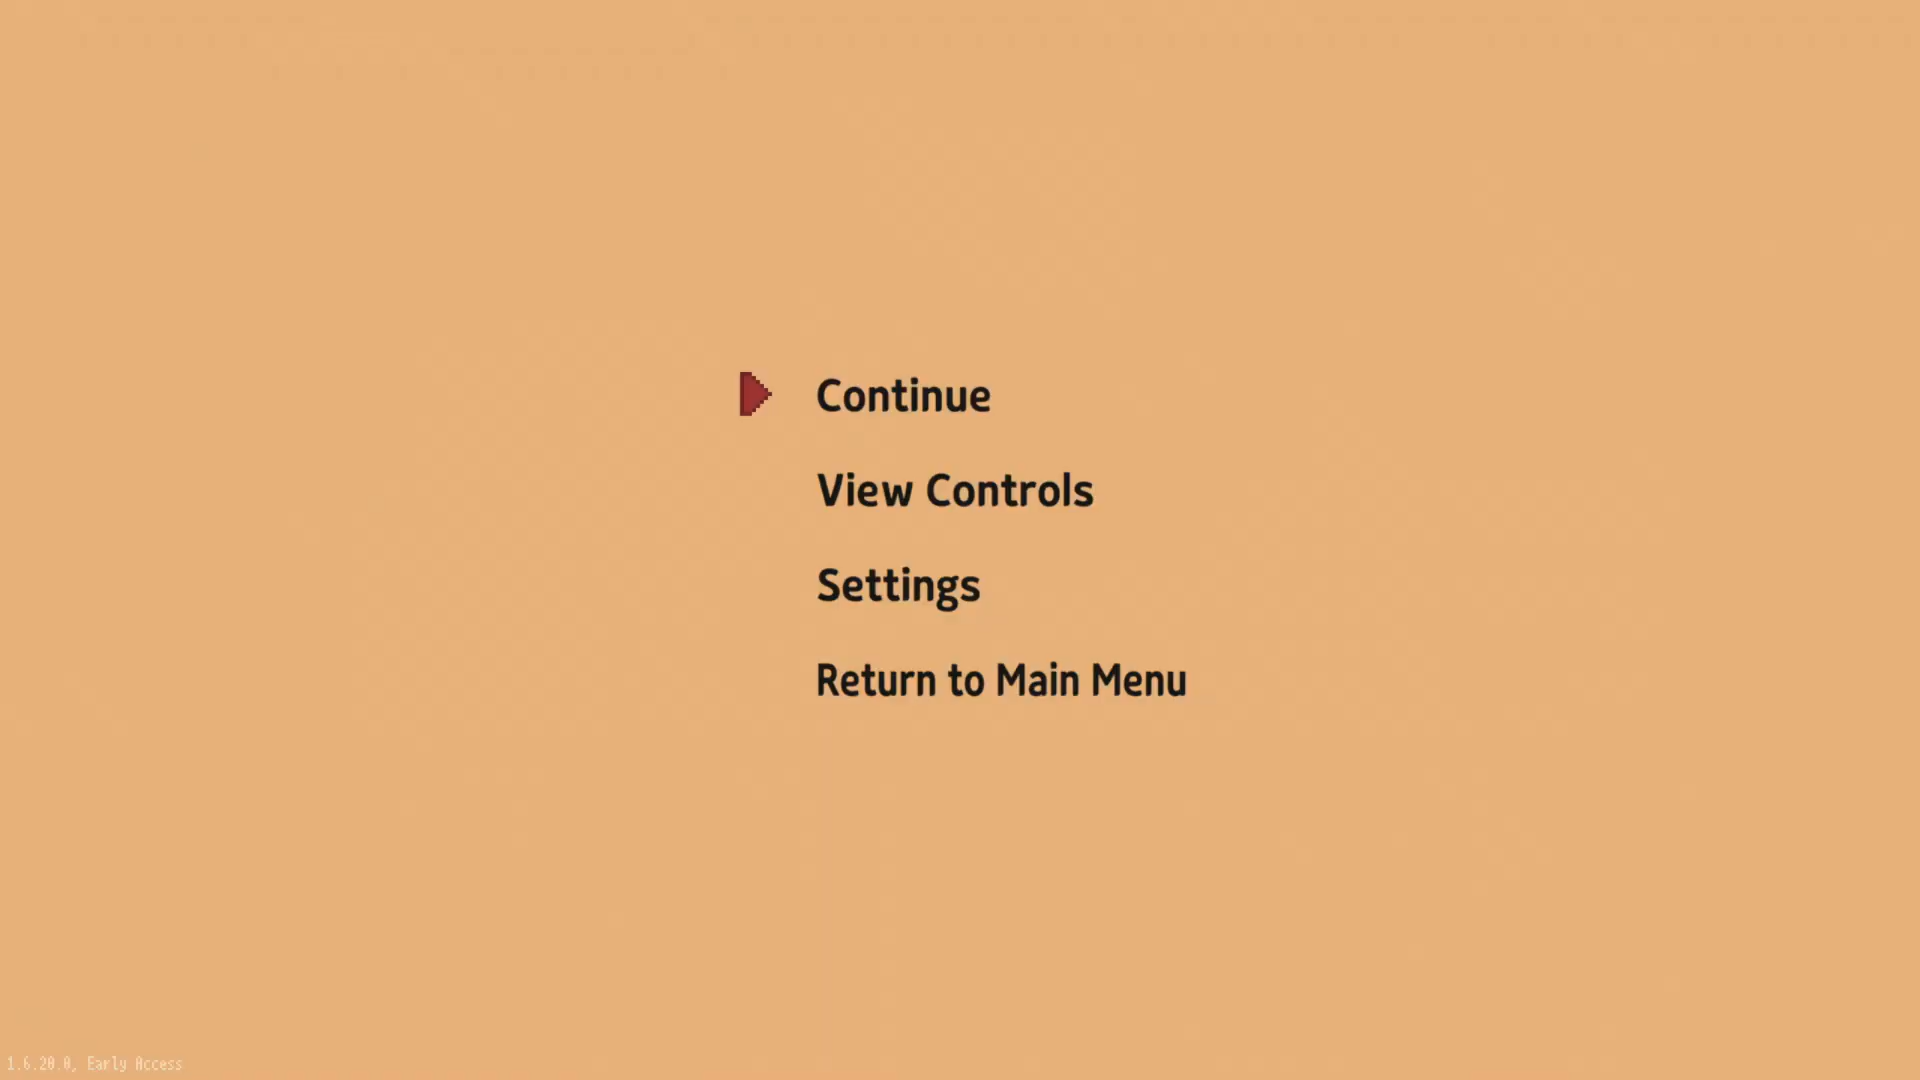 Continue
View Controls
Settings
Return to Main Menu
1.6.20.0, Early Access